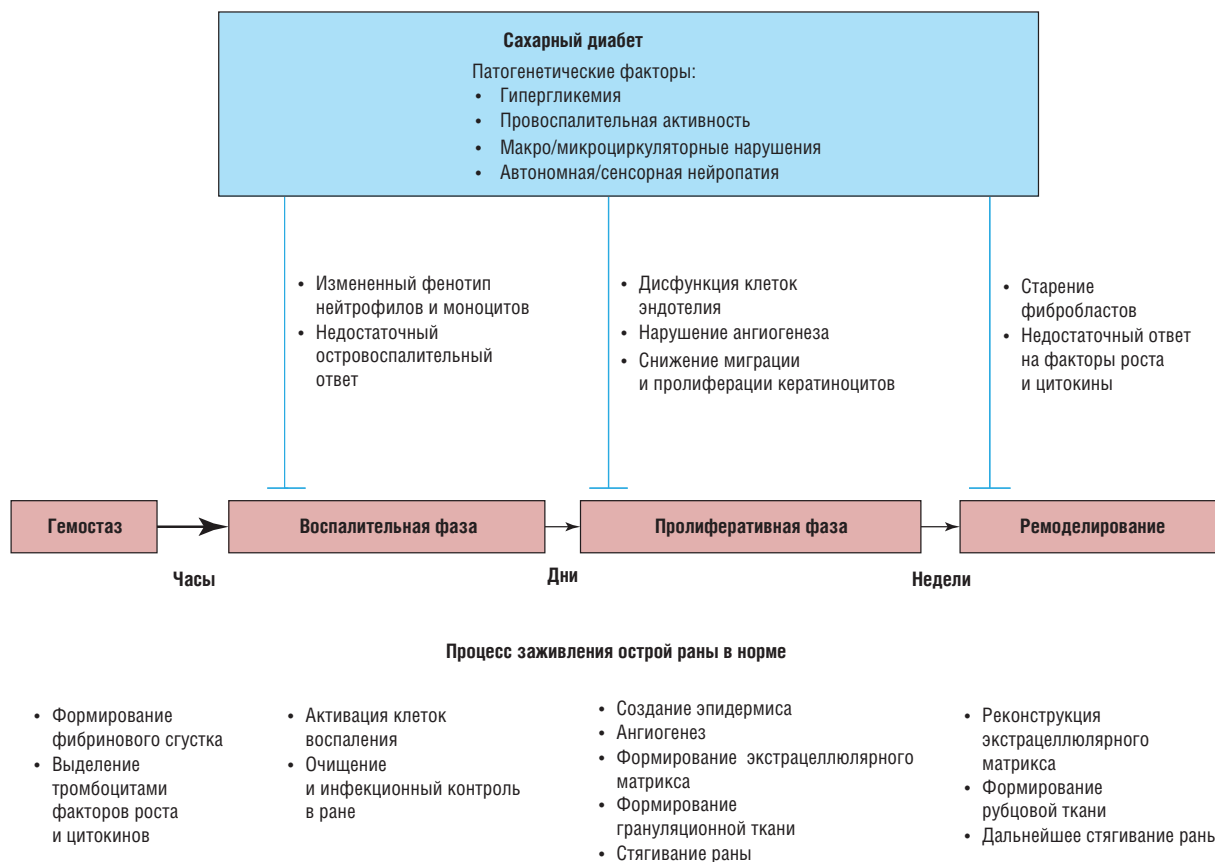 Сахарный диабет
Патогенетические факторы:
• Гипергликемия
• Провоспалительная активность
• Макро/микроциркуляторные нарушения
• Автономная/сенсорная нейропатия
• Измененный фенотип
нейтрофилов и моноцитов
• Недостаточный
островоспалительный
ответ
• Дисфункция клеток
эндотелия
• Нарушение ангиогенеза
• Снижение миграции
и пролиферации кератиноцитов
• Старение
фибробластов
• Недостаточный ответ
на факторы роста
и цитокины
Гемостаз
Воспалительная фаза
Пролиферативная фаза
Ремоделирование
Часы
Дни
Недели
Процесс заживления острой раны в норме
• Формирование
фибринового сгустка
• Выделение
тромбоцитами
факторов роста
и цитокинов
• Активация клеток
воспаления
• Очищение
и инфекционный контроль
в ране
• Создание эпидермиса
• Ангиогенез
• Формирование экстрацеллюлярного
матрикса
• Формирование
грануляционной ткани
• Стягивание раны
• Реконструкция
экстрацеллюлярного
матрикса
• Формирование
рубцовой ткани
• Дальнейшее стягивание раны